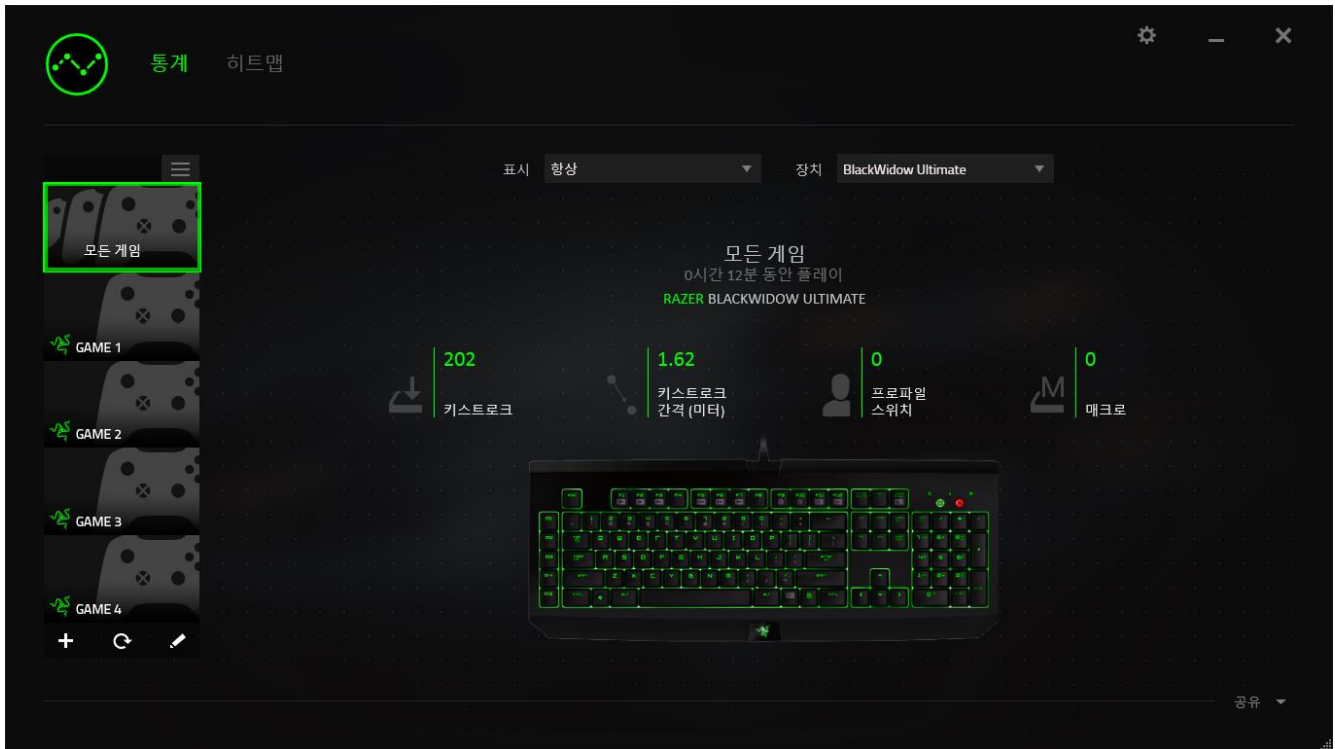 통계 히트맵
표시 항상 장치 BlackWidow Ultimate
모든 게임
GAME 1
GAME 2
GAME 3
GAME 4
모든 게임
0시간 12분 동안 플레이
RAZER BLACKWIDOW ULTIMATE
202
키스트로크
1.62
키스트로크
간격 (미터)
0
프로파일
스위치
0
매크로
M
공유